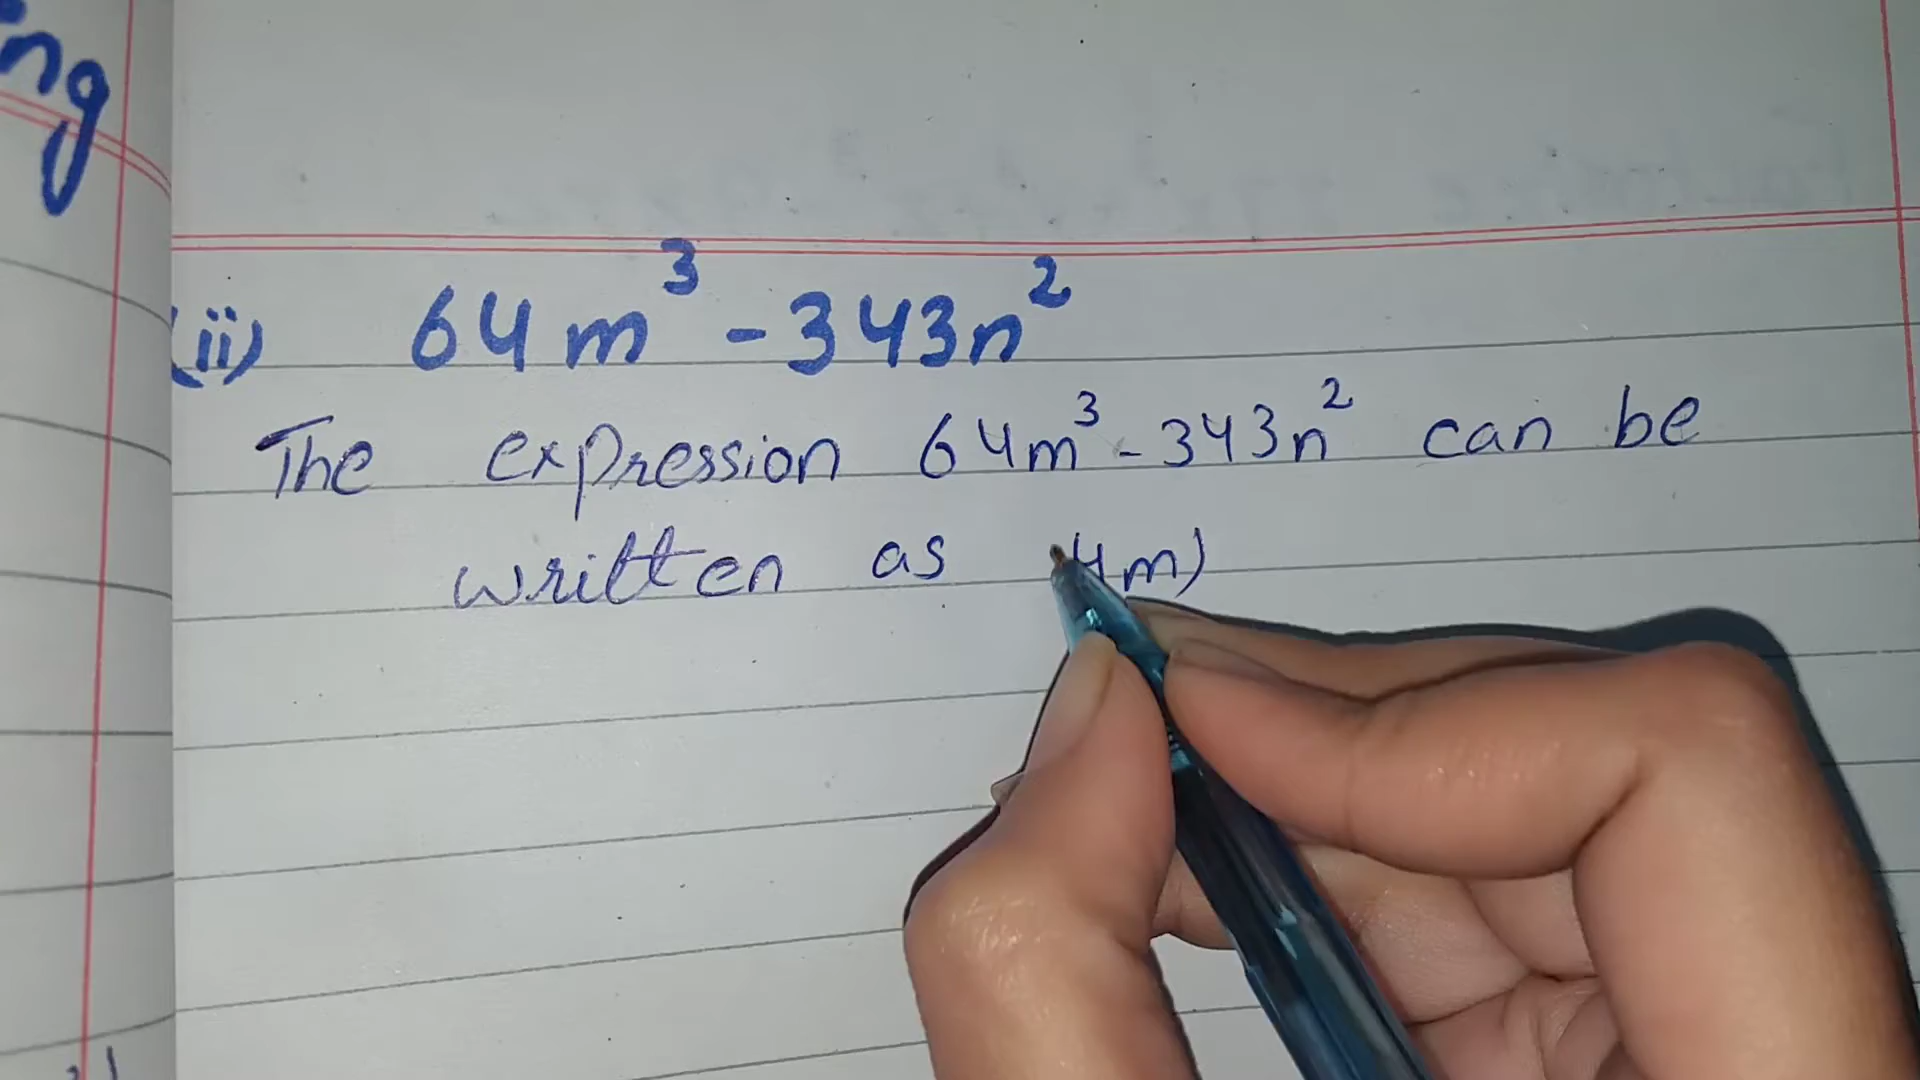 ng
(ii) 64m³ - 343n²
The expression 64m³ - 343n² can be
written as (4m)